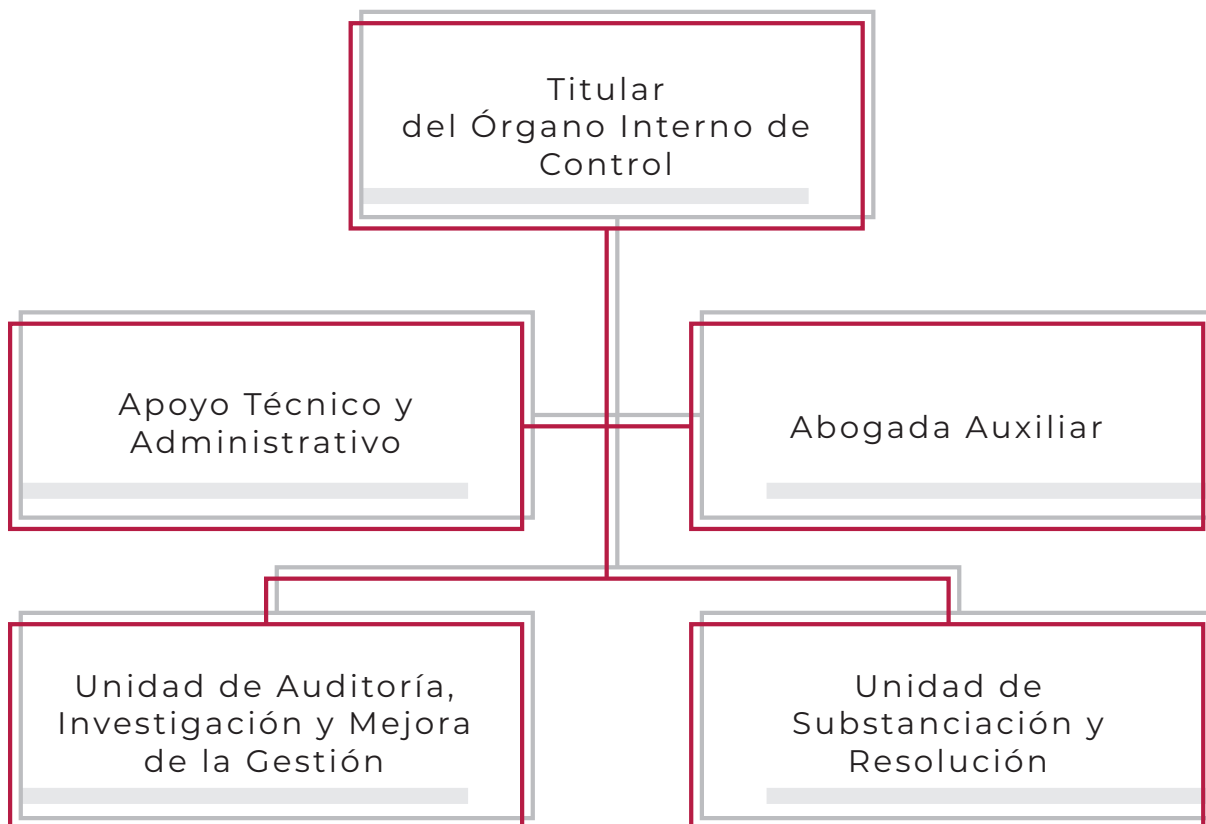 Titular
del Órgano Interno de
Control
Apoyo Técnico y
Administrativo
Abogada Auxiliar
Unidad de Auditoría,
Investigación y Mejora
de la Gestión
Unidad de
Substanciación y
Resolución